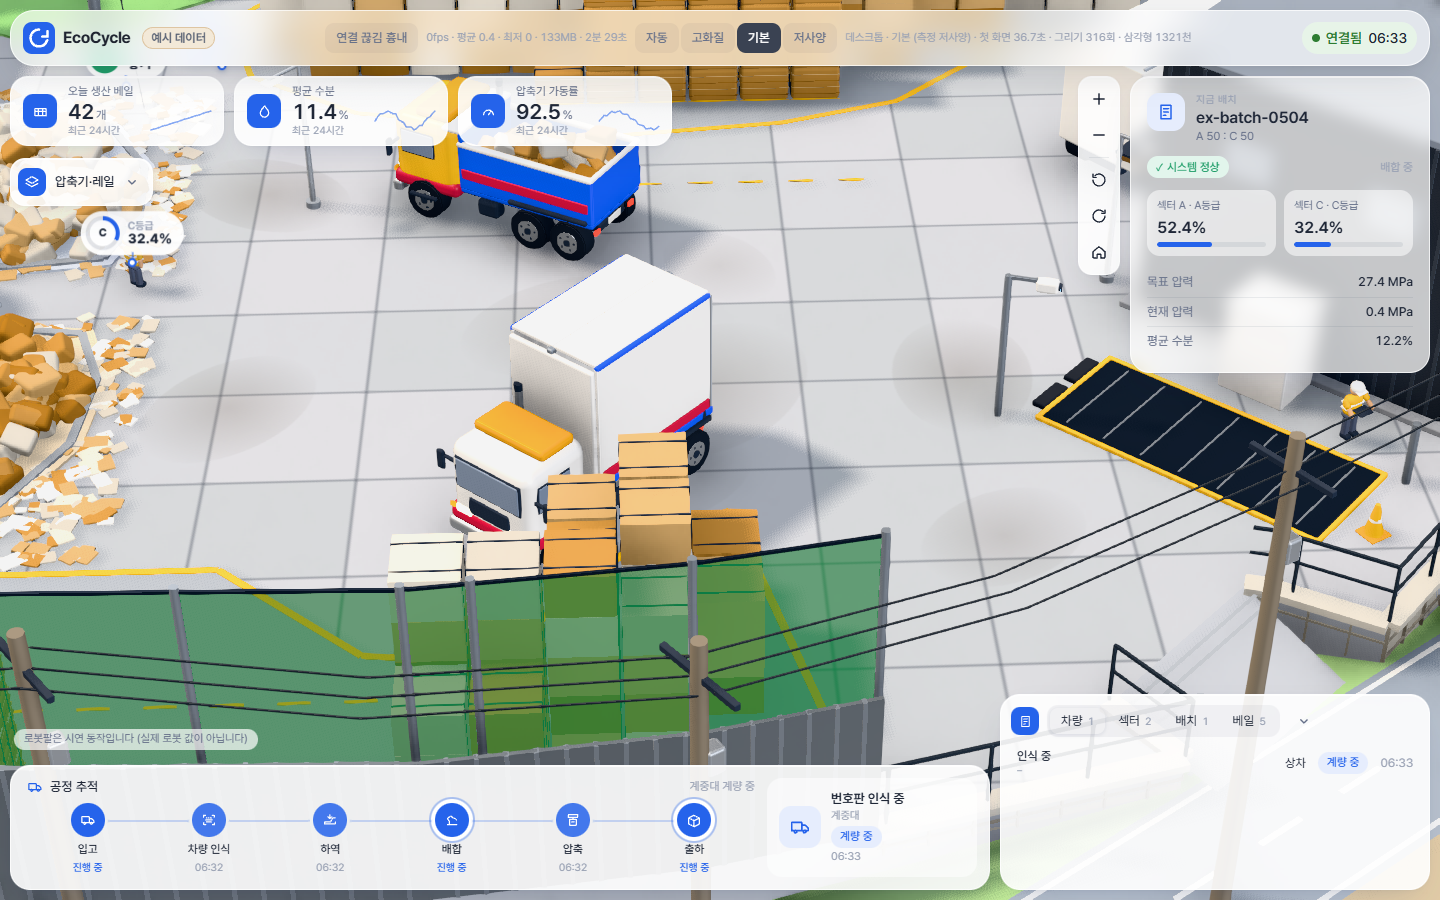 EcoCycle 예시 데이터
연결 끊김 흉내 0fps · 평균 0.4 · 최저 0 · 133MB · 2분 29초 자동 고화질 기본 저사양 데스크톱 · 기본 (측정 저사양) · 첫 화면 36.7초 · 그리기 316회 · 삼각형 1321천
연결됨 06:33
오늘 생산 베일
42개
최근 24시간
평균 수분
11.4%
최근 24시간
압축기 가동률
92.5%
최근 24시간
압축기·레일
C
C등급
32.4%
지금 배치
ex-batch-0504
A 50 : C 50
✓ 시스템 정상 배합 중
섹터 A · A등급
52.4%
섹터 C · C등급
32.4%
목표 압력 27.4 MPa
현재 압력 0.4 MPa
평균 수분 12.2%
로봇팔은 시연 동작입니다 (실제 로봇 값이 아닙니다)
공정 추적 계중대 계량 중
입고
진행 중
차량 인식
06:32
하역
06:32
배합
진행 중
압축
06:32
출하
진행 중
번호판 인식 중
계중대
계량 중
06:33
차량 1 섹터 2 배치 1 베일 5
인식 중
–
상차 계량 중 06:33